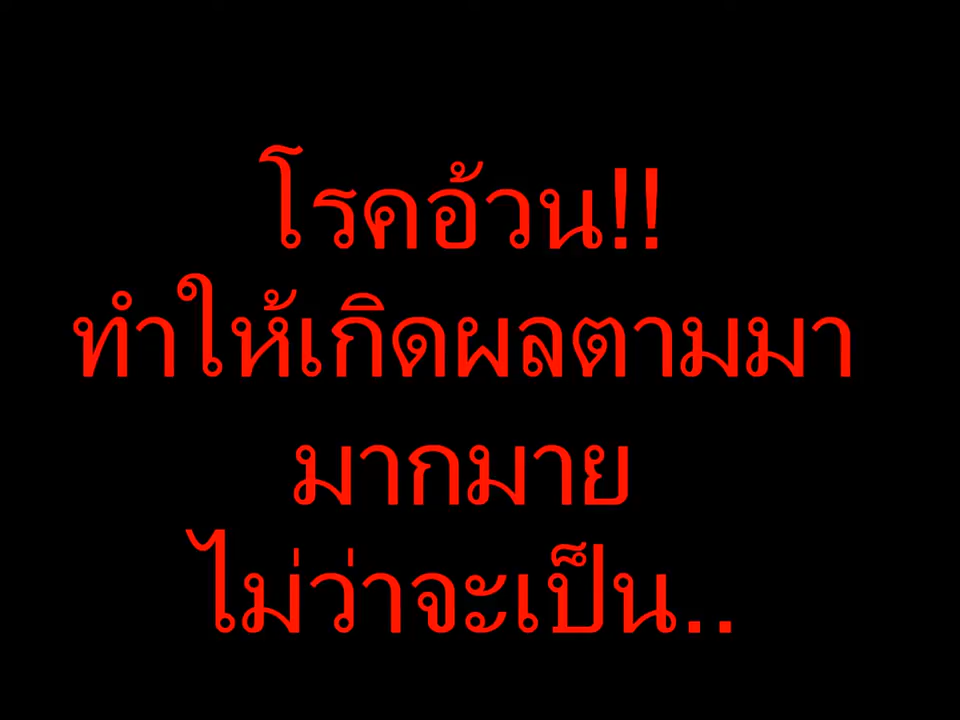 โรคอ้วน!!
ทำให้เกิดผลตามมา
มากมาย
ไม่ว่าจะเป็น..